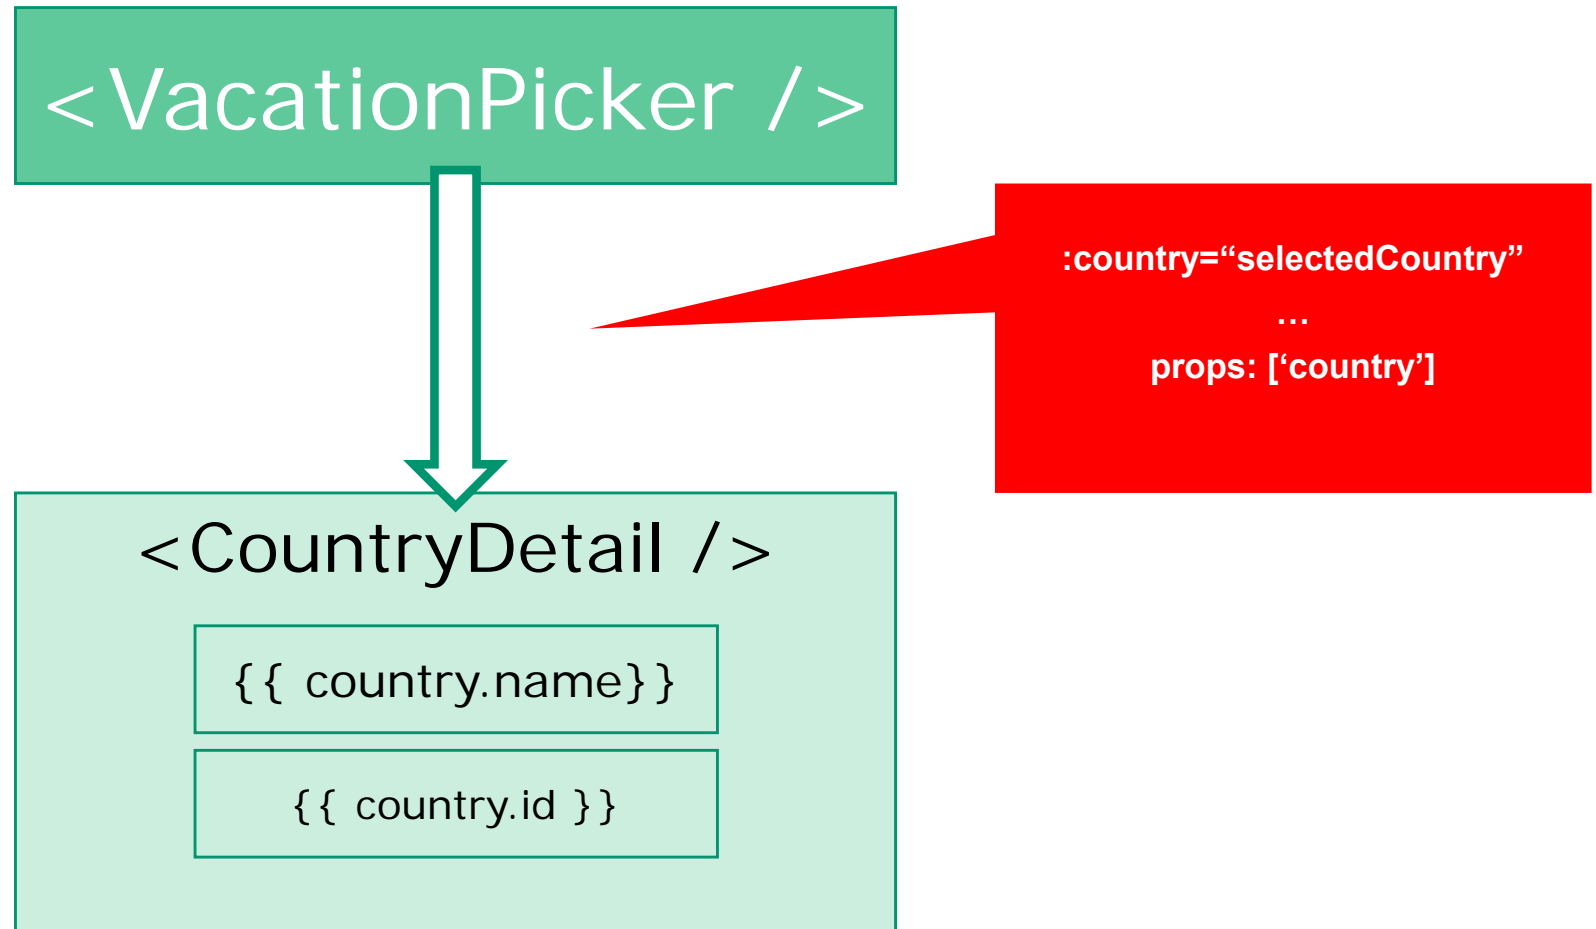 <VacationPicker />
:country=“selectedCountry”
…
props: [‘country’]
<CountryDetail />
{{ country.name}}
{{ country.id }}